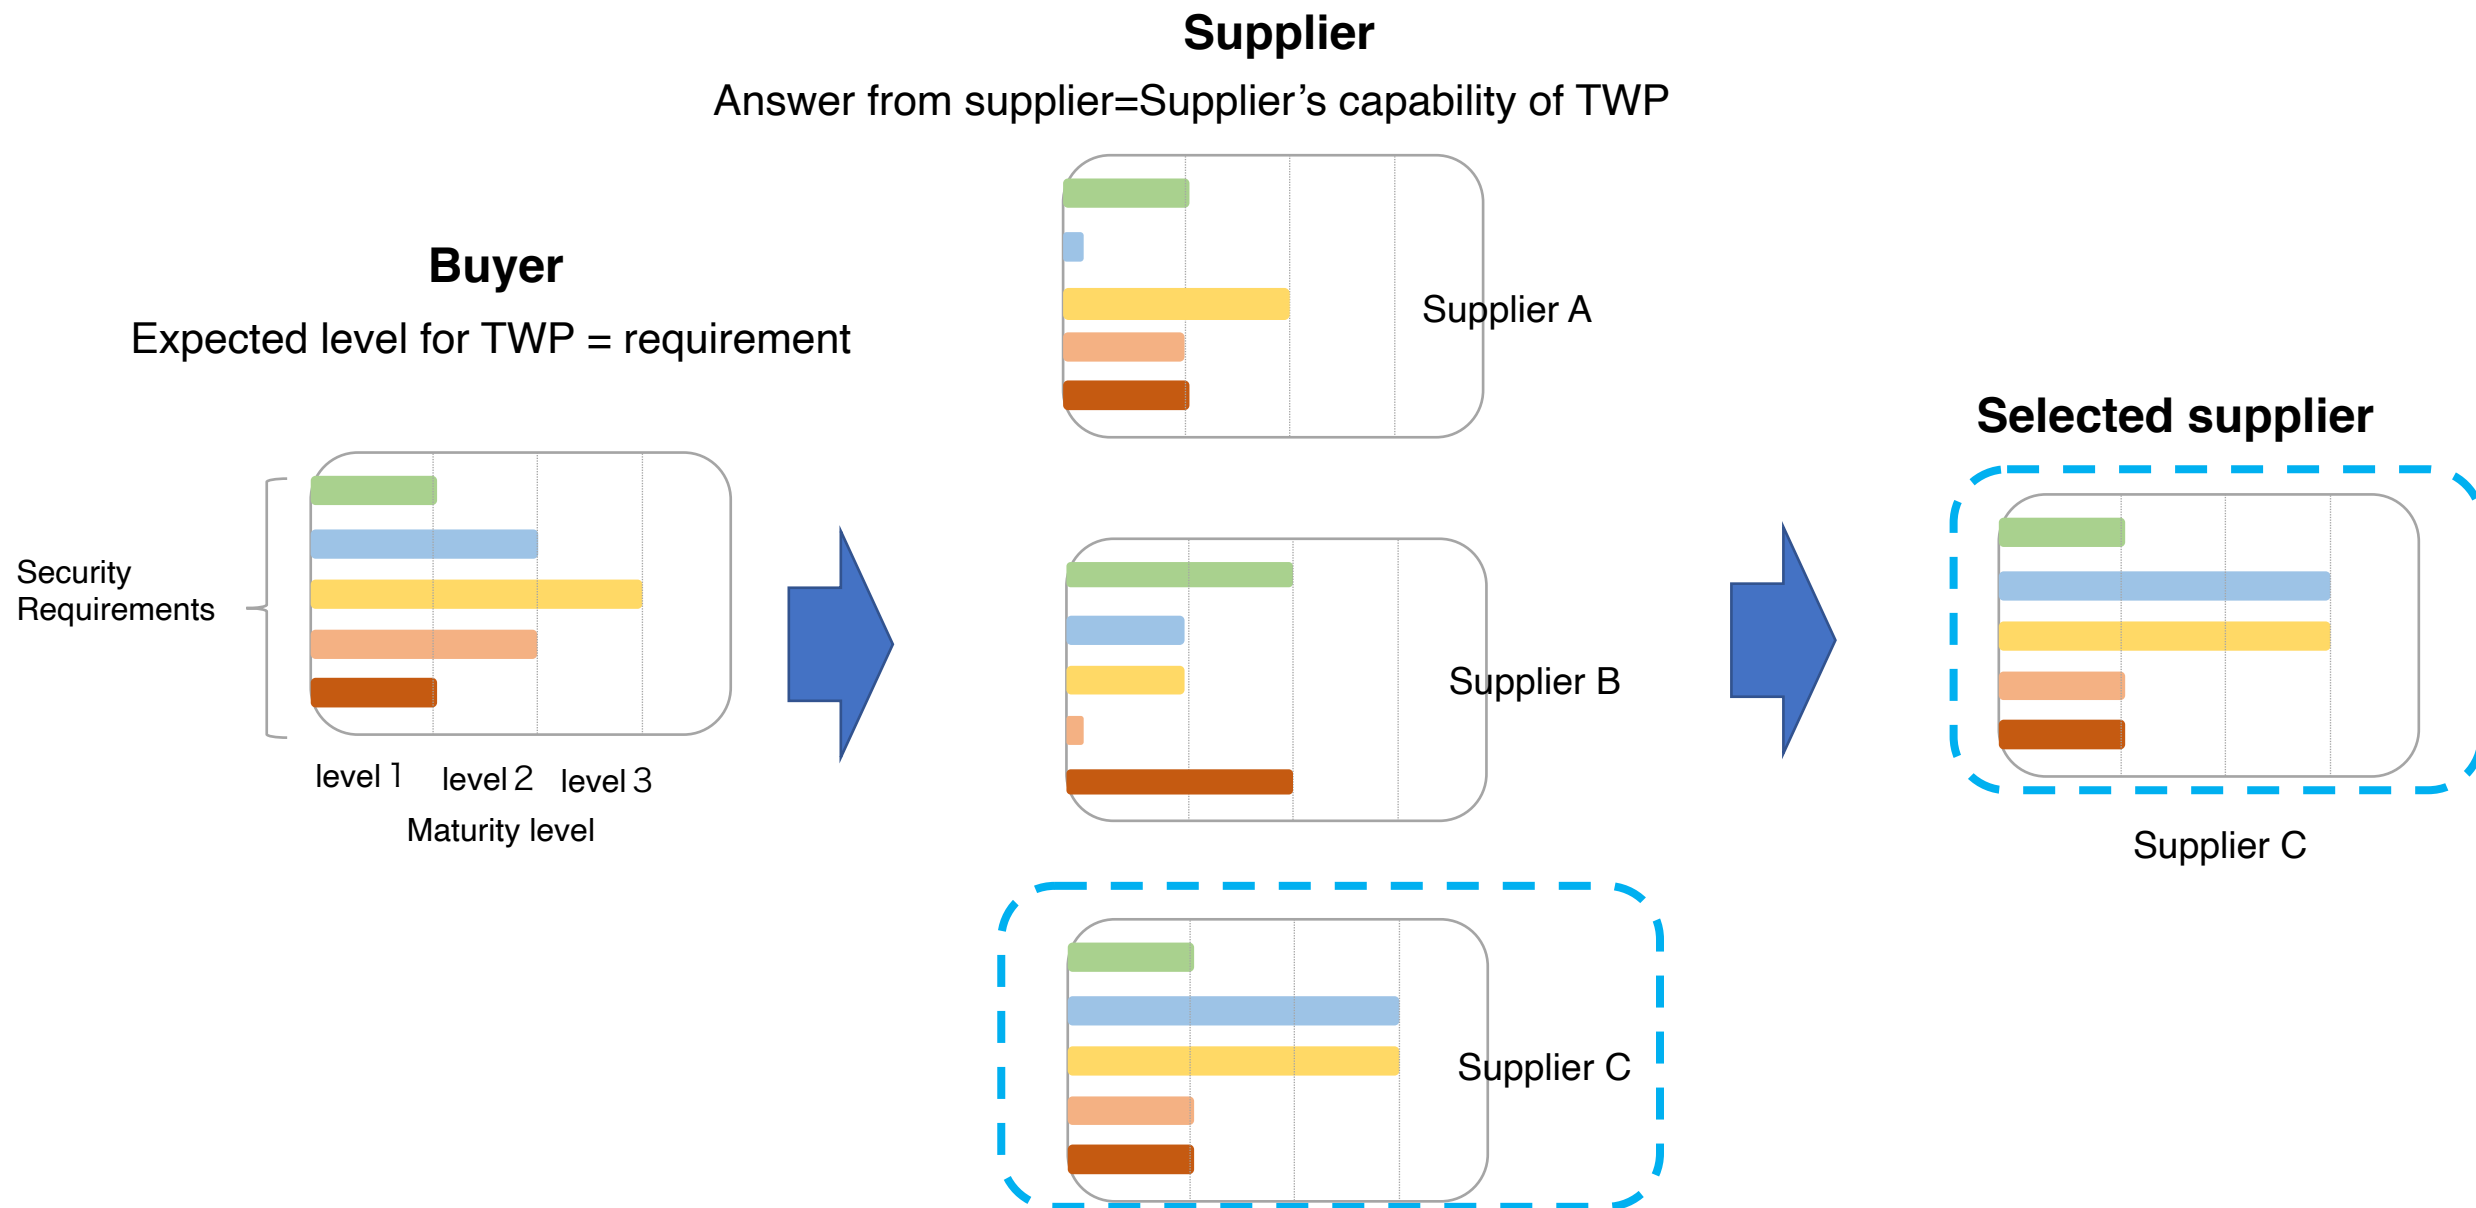 Supplier
Answer from supplier=Supplier’s capability of TWP
Supplier A
Buyer
Expected level for TWP = requirement
Security
Requirements
level 1 level 2 level 3
Maturity level
Supplier B
Supplier C
Selected supplier
Supplier C